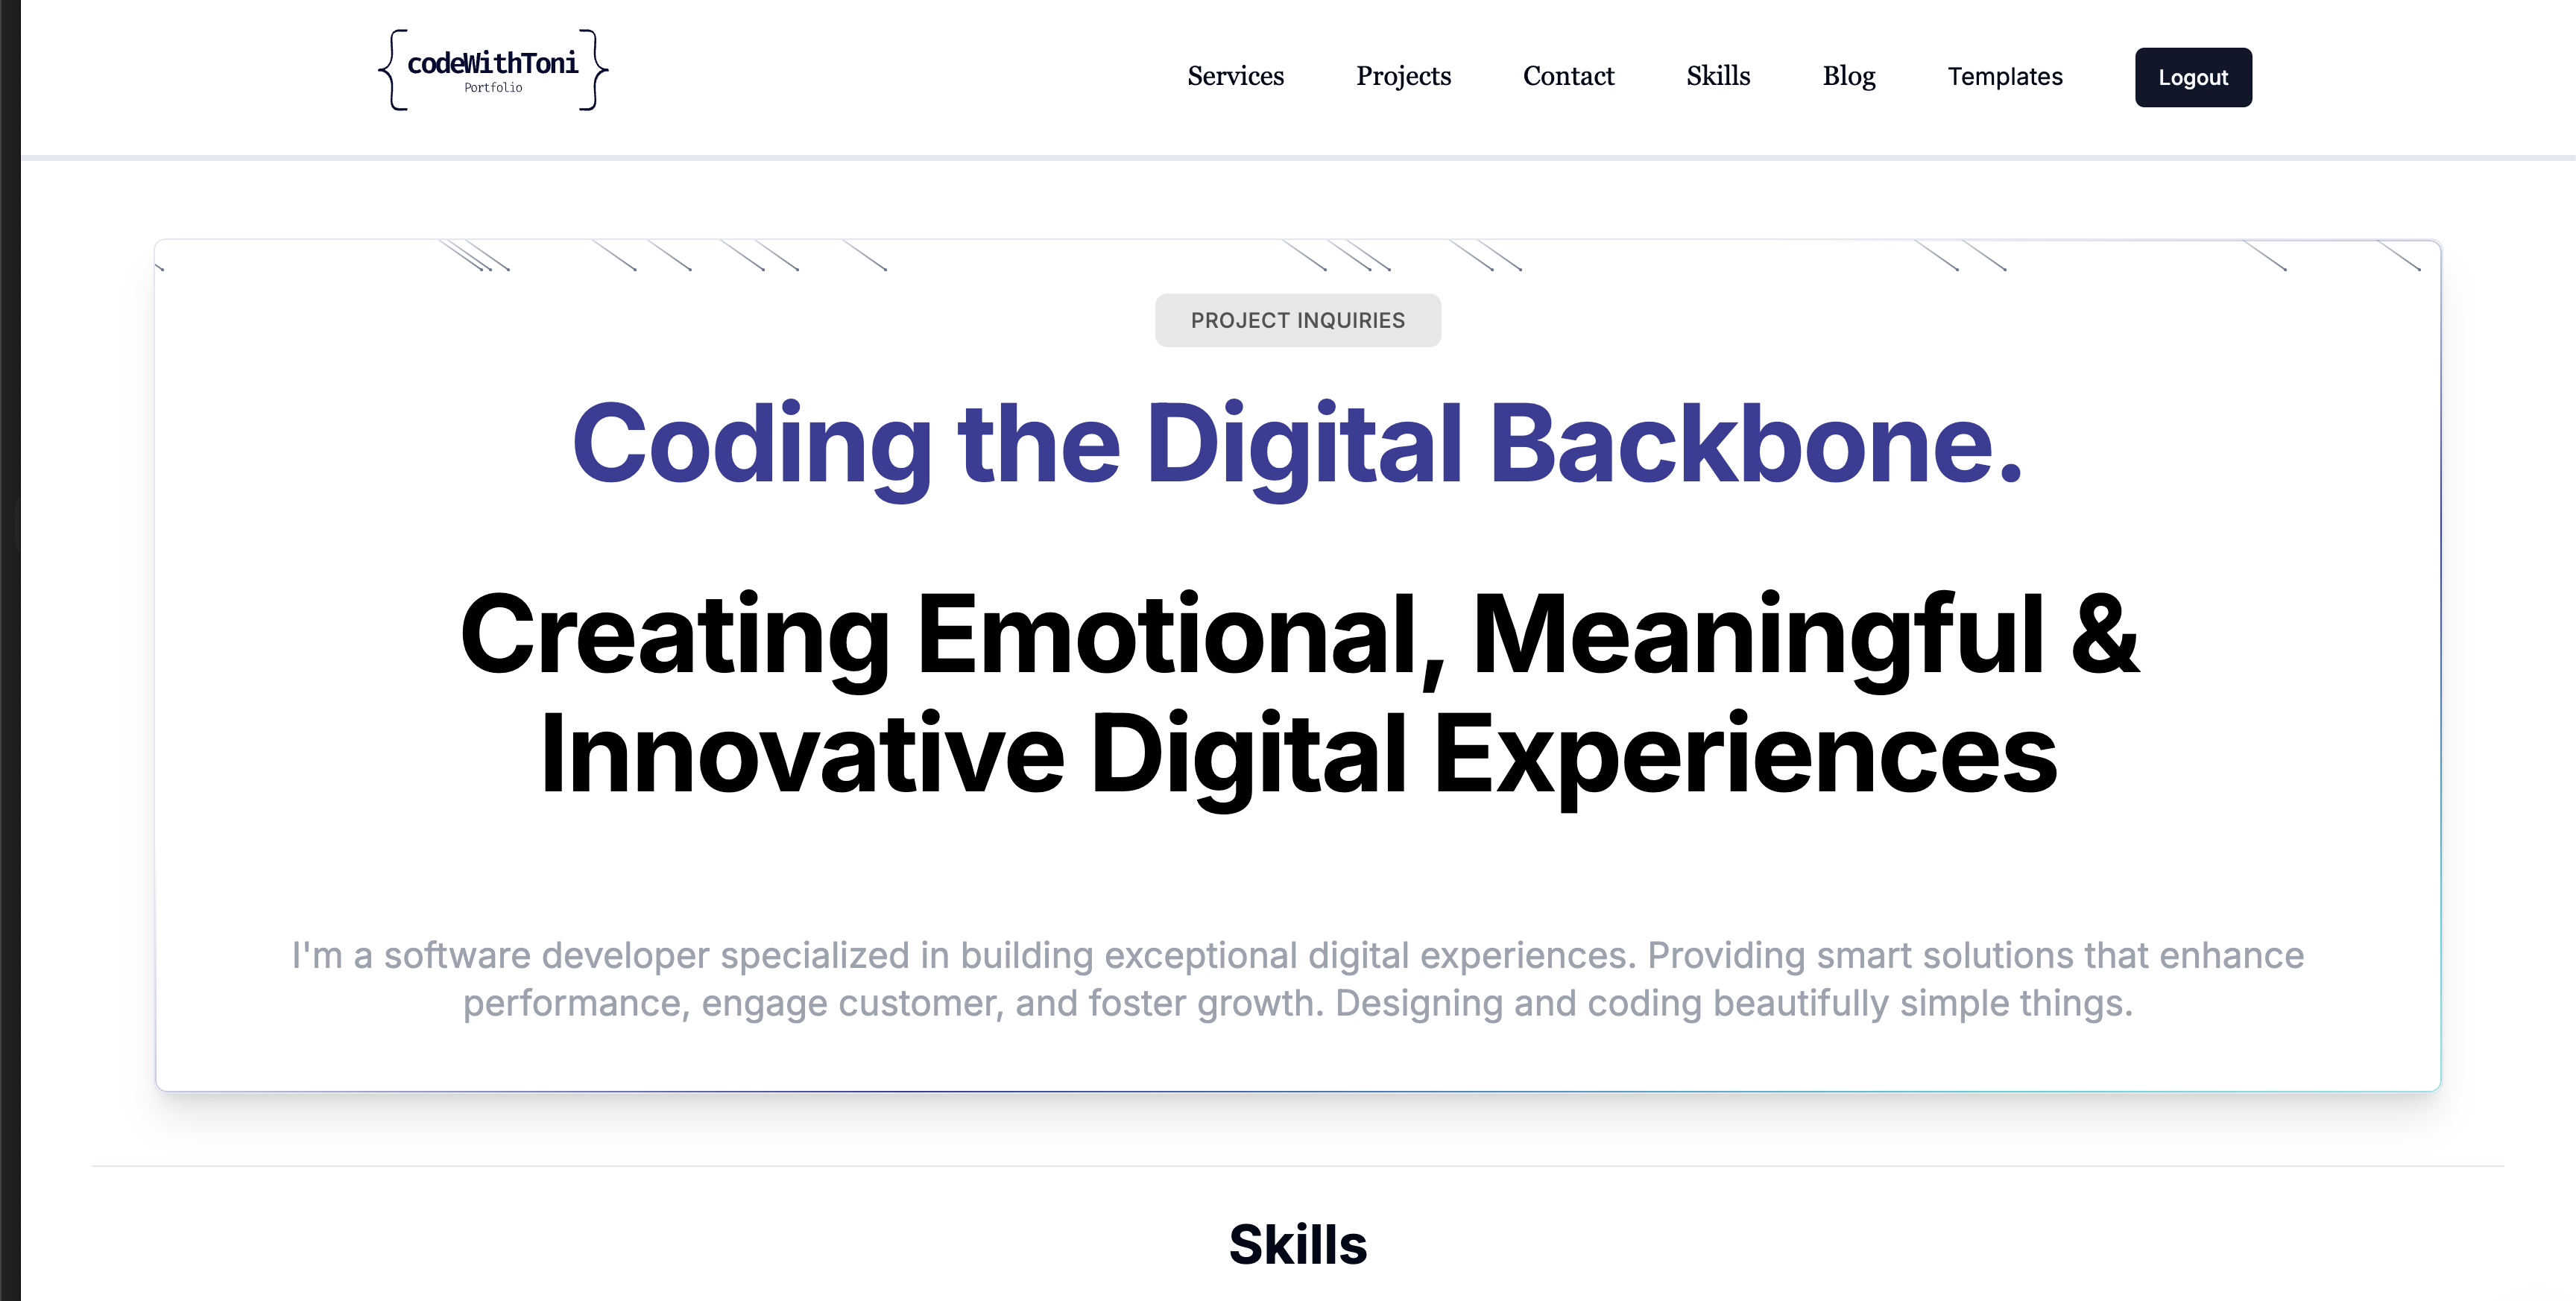 codeWithToni
Portfolio
Services Projects Contact Skills Blog Templates Logout
PROJECT INQUIRIES
Coding the Digital Backbone.
Creating Emotional, Meaningful &
Innovative Digital Experiences
I'm a software developer specialized in building exceptional digital experiences. Providing smart solutions that enhance
performance, engage customer, and foster growth. Designing and coding beautifully simple things.
Skills